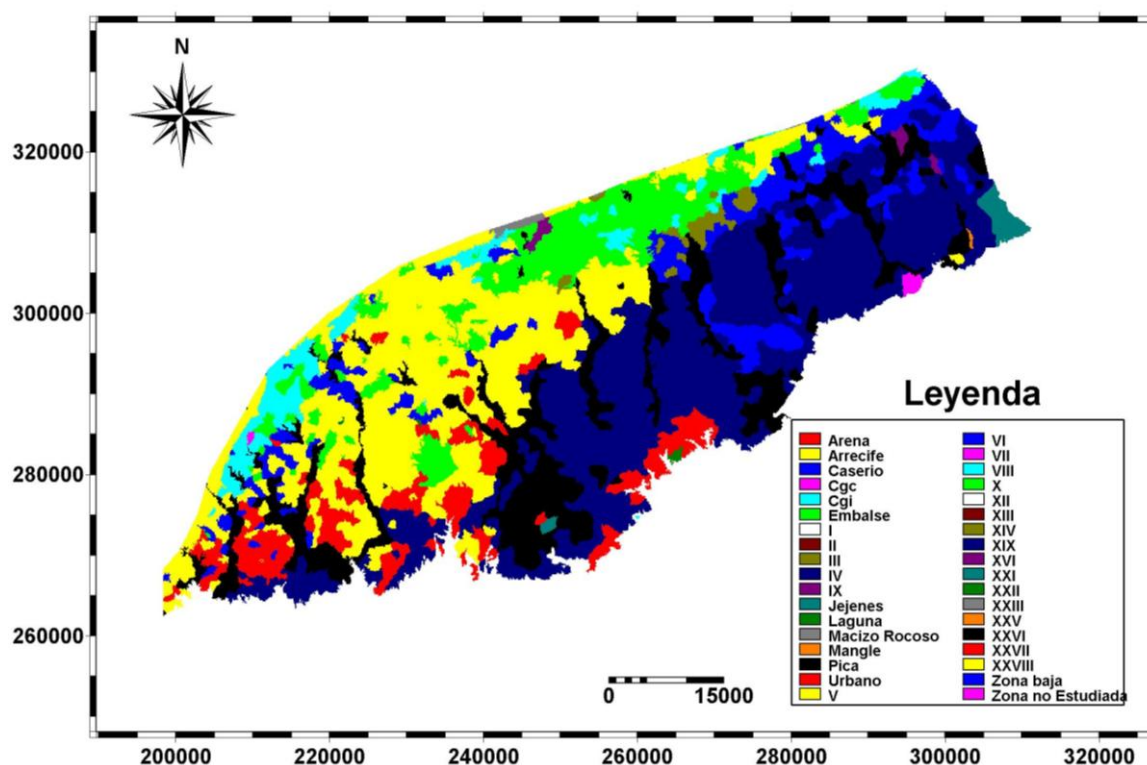 N
320000
300000
280000
260000
Leyenda
Arena
Arrecife
Caserio
Cgc
Cgi
Embalse
I
II
III
IV
IX
Jejenes
Laguna
Macizo Rocoso
Mangle
Pica
Urbano
V
VI
VII
VIII
X
XII
XIII
XIV
XIX
XVI
XXI
XXII
XXIII
XXV
XXVI
XXVII
XXVIII
Zona baja
Zona no Estudiada
0 15000
200000 220000 240000 260000 280000 300000 320000